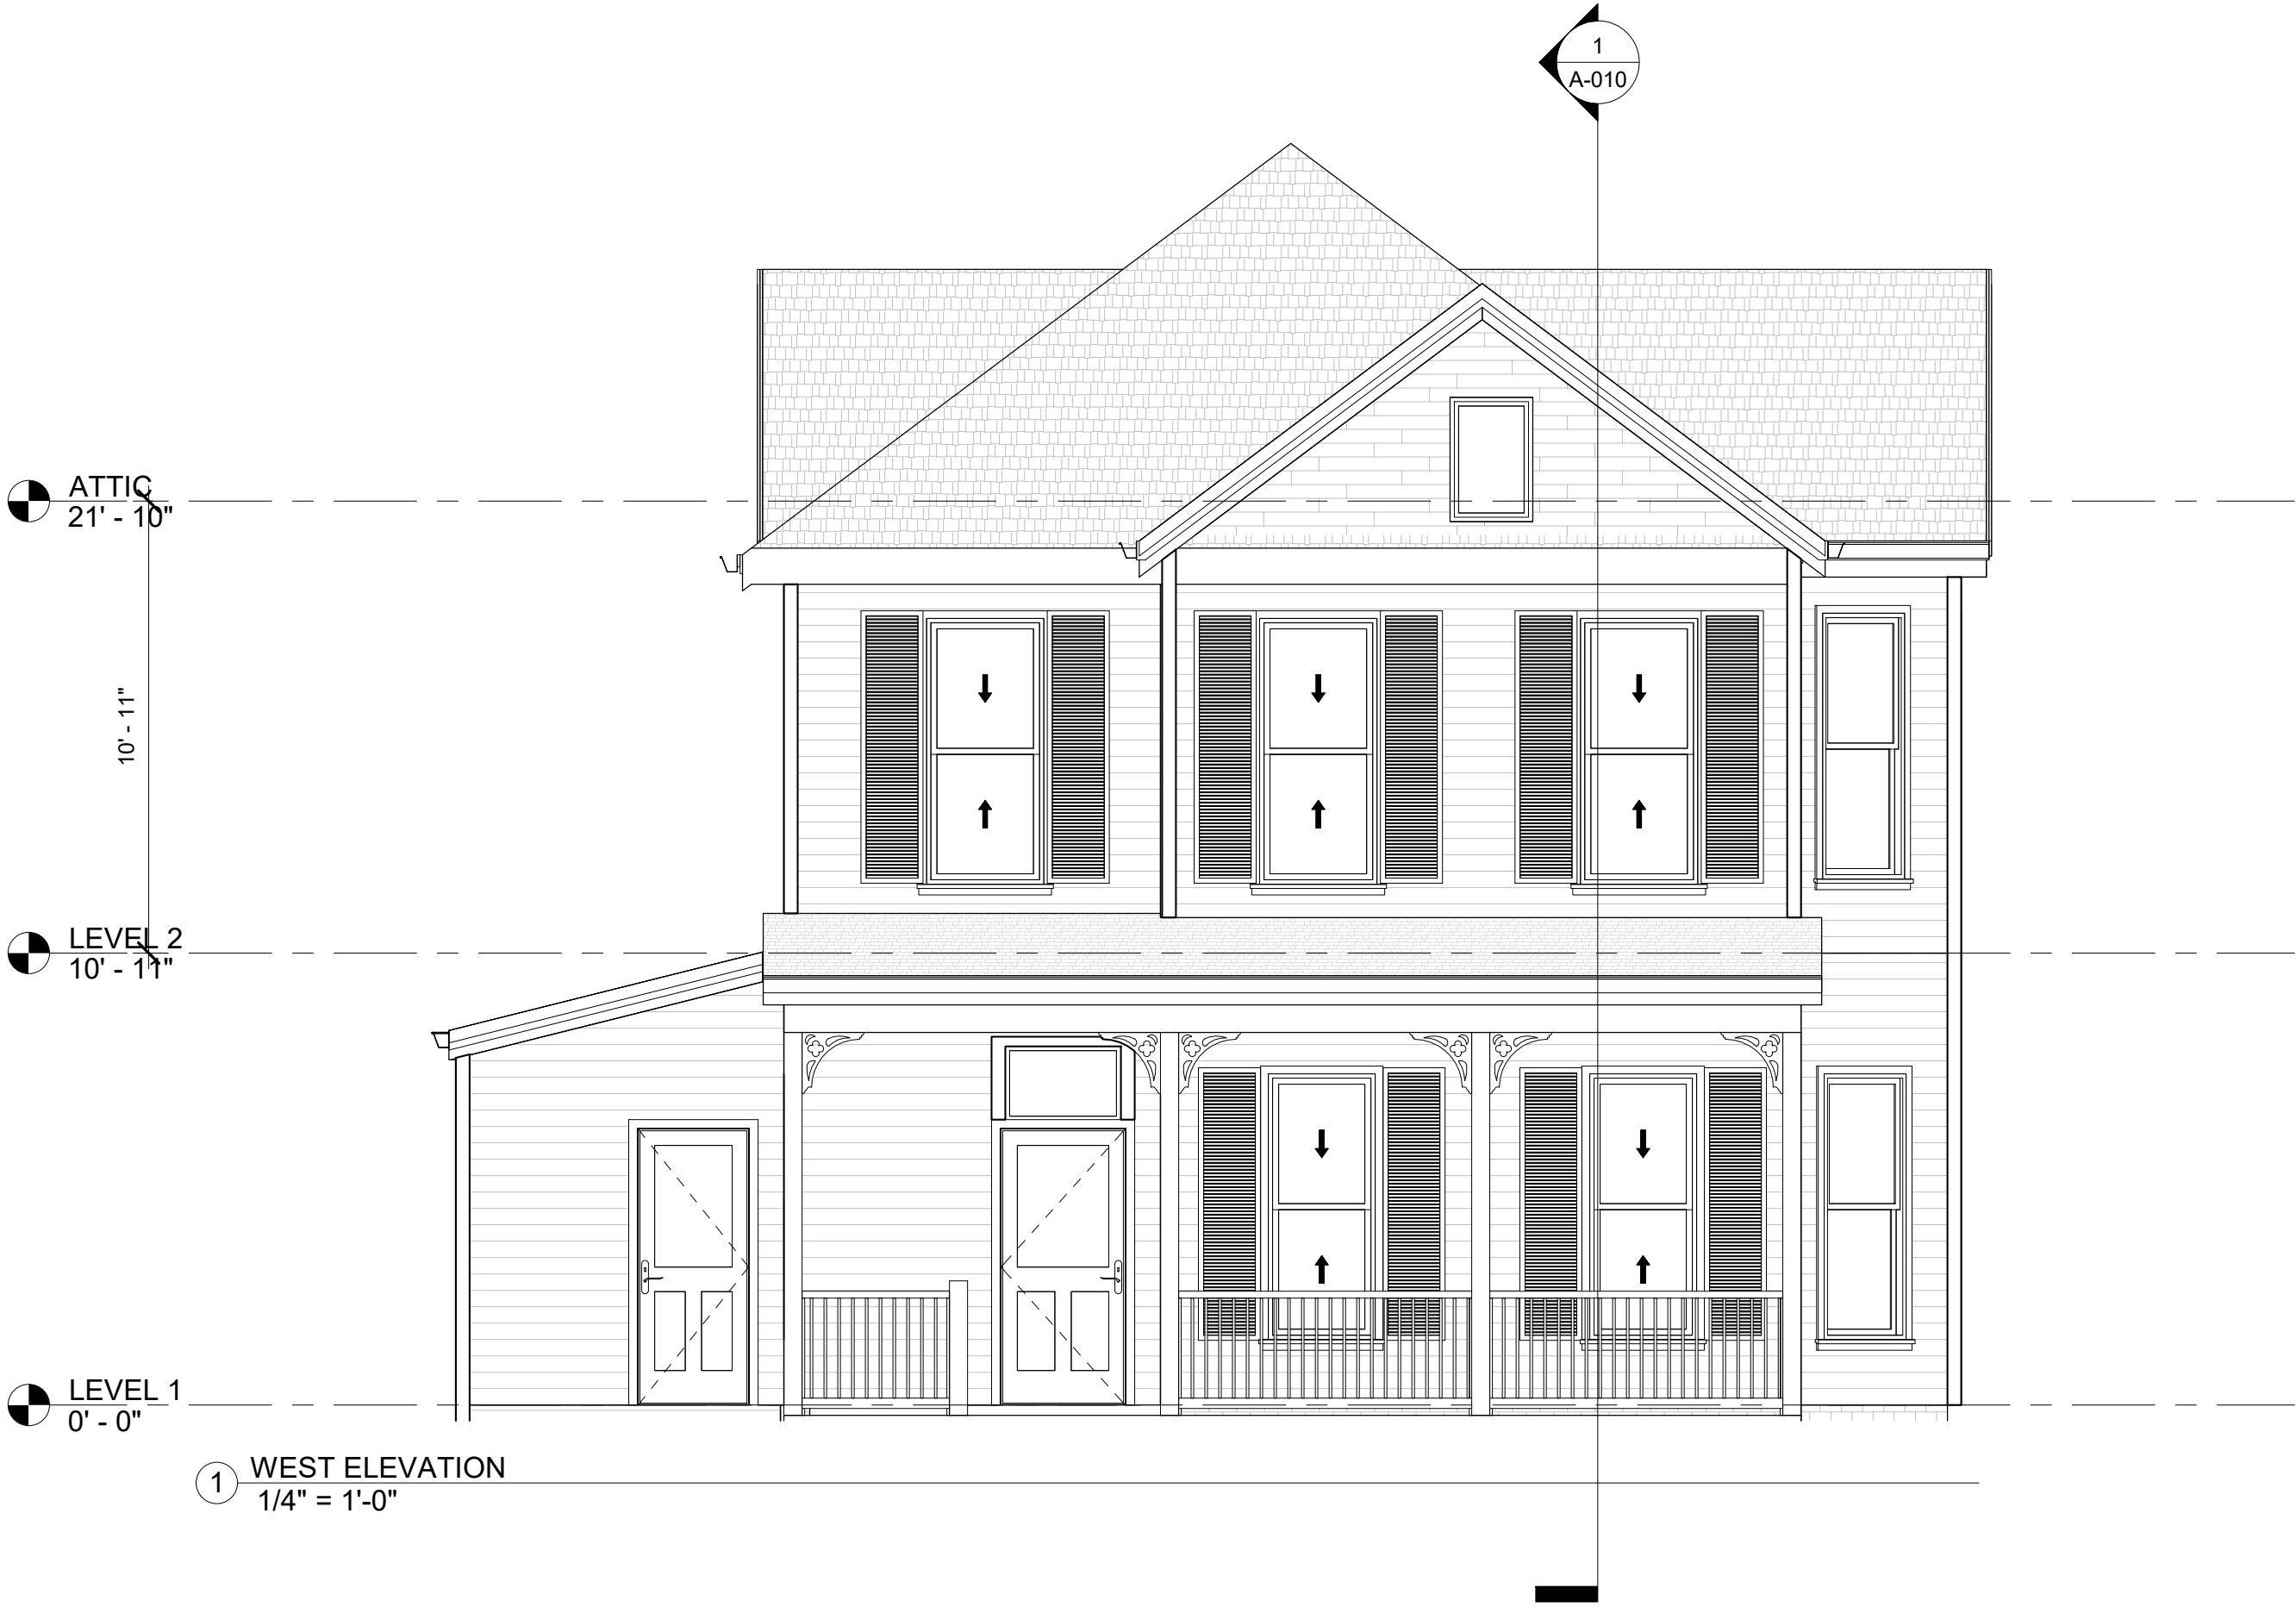 1
A-010
ATTIC
21' - 10"
10' - 11"
LEVEL 2
10' - 11"
LEVEL 1
0' - 0"
1
WEST ELEVATION
1/4" = 1'-0"